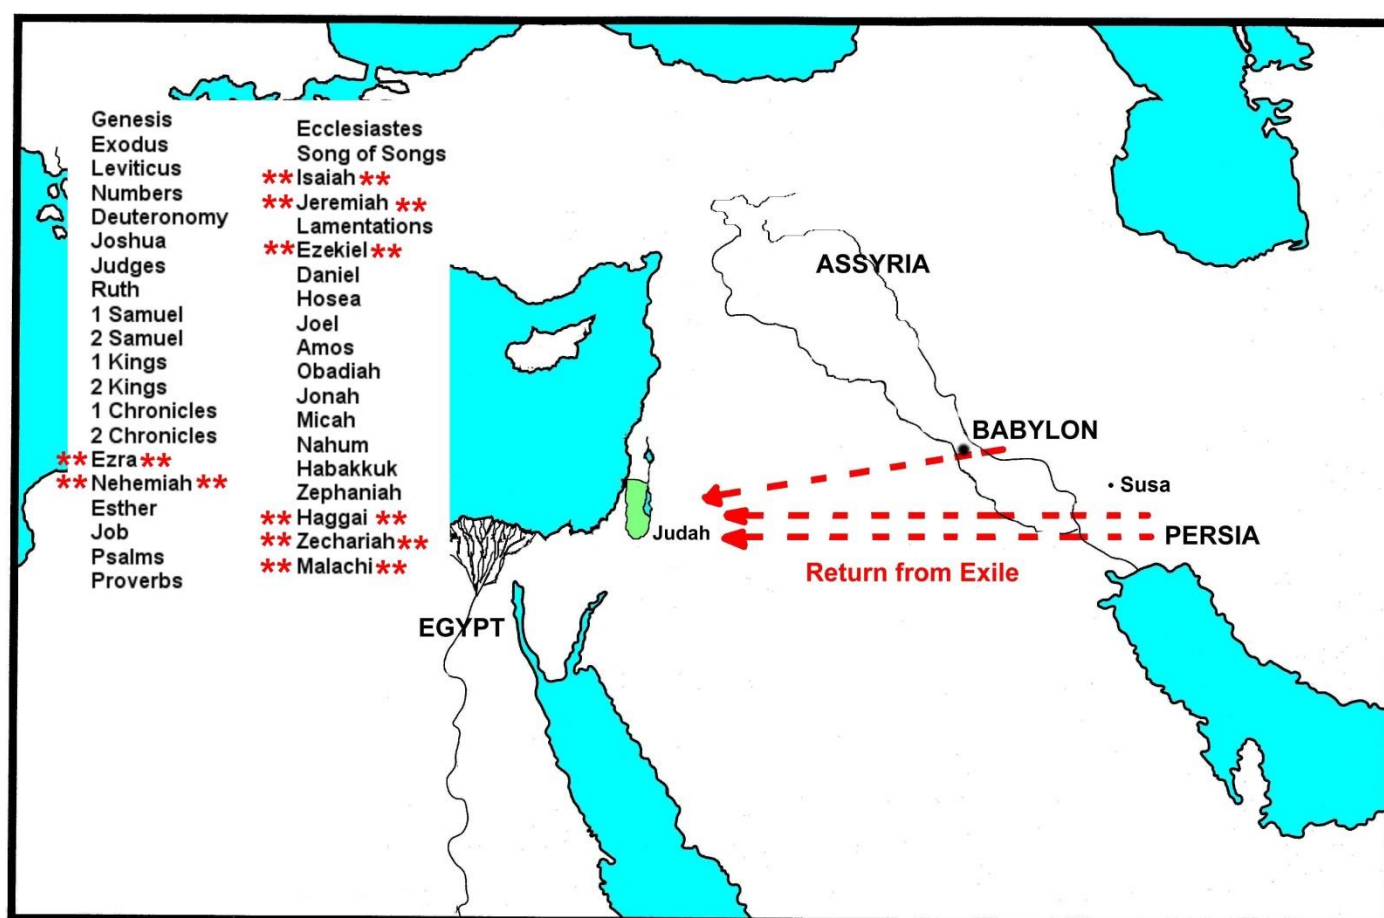 Genesis
Exodus
Leviticus
Numbers
Deuteronomy
Joshua
Judges
Ruth
1 Samuel
2 Samuel
1 Kings
2 Kings
1 Chronicles
2 Chronicles
**Ezra**
**Nehemiah**
Esther
Job
Psalms
Proverbs
Ecclesiastes
Song of Songs
**Isaiah**
**Jeremiah**
Lamentations
**Ezekiel**
Daniel
Hosea
Joel
Amos
Obadiah
Jonah
Micah
Nahum
Habakkuk
Zephaniah
**Haggai**
**Zechariah**
**Malachi**
ASSYRIA
BABYLON
Susa
Judah
PERSIA
Return from Exile
EGYPT